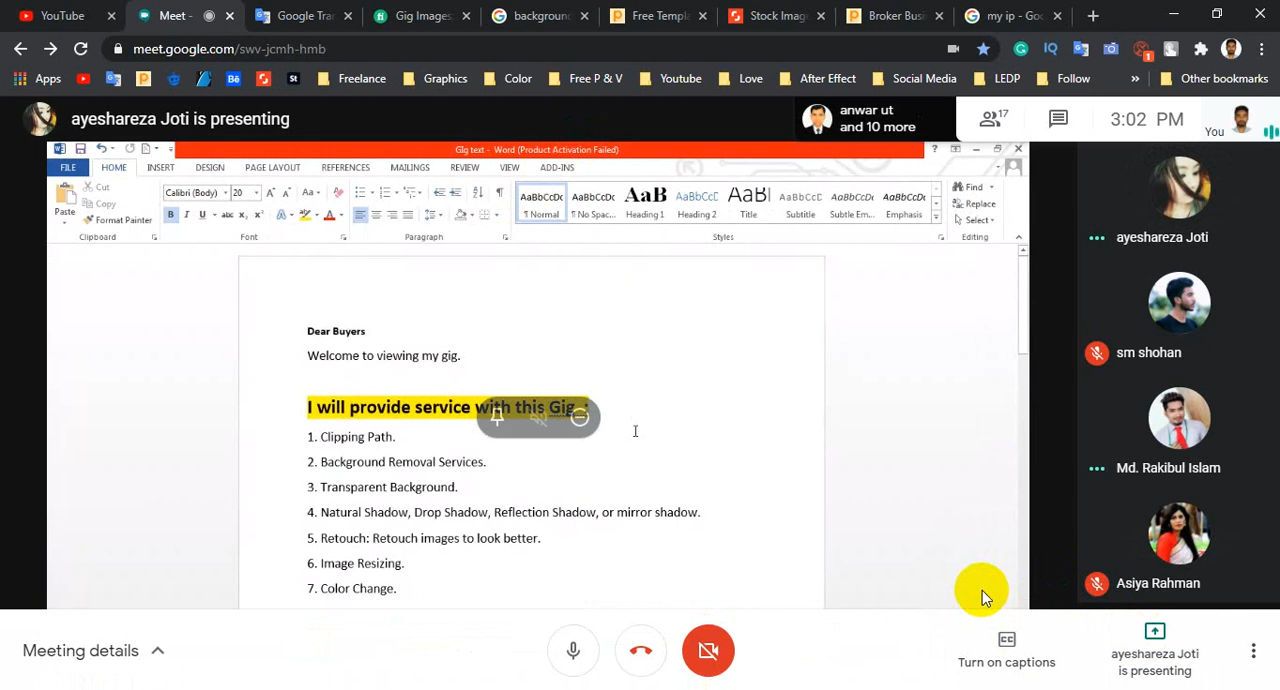 YouTube
Meet -
Google Tra
Gig Images
background
Free Templa
Stock Imag
Broker Busi
my ip - Goo
meet.google.com/swv-jcmh-hmb
Apps
Freelance
Graphics
Color
Free P & V
Youtube
Love
After Effect
Social Media
LEDP
Follow
Other bookmarks
ayeshareza Joti is presenting
anwar ut
and 10 more
17
3:02 PM
You
Gig text - Word (Product Activation Failed)
FILE
HOME
INSERT
DESIGN
PAGE LAYOUT
REFERENCES
MAILINGS
REVIEW
VIEW
ADD-INS
Paste
Cut
Copy
Format Painter
Clipboard
Calibri (Body)
20
Font
Paragraph
AaBbCcDc
¶ Normal
AaBbCcDc
¶ No Spac...
AaB
Heading 1
AaBbCcD
Heading 2
AaB
Title
AaBbCcD
Subtitle
AaBbCcDc
Subtle Em...
AaBbCcDc
Emphasis
Styles
Find
Replace
Select
Editing
Dear Buyers
Welcome to viewing my gig.
I will provide service with this Gig :
1. Clipping Path.
2. Background Removal Services.
3. Transparent Background.
4. Natural Shadow, Drop Shadow, Reflection Shadow, or mirror shadow.
5. Retouch: Retouch images to look better.
6. Image Resizing.
7. Color Change.
ayeshareza Joti
sm shohan
Md. Rakibul Islam
Asiya Rahman
Meeting details
Turn on captions
ayeshareza Joti
is presenting